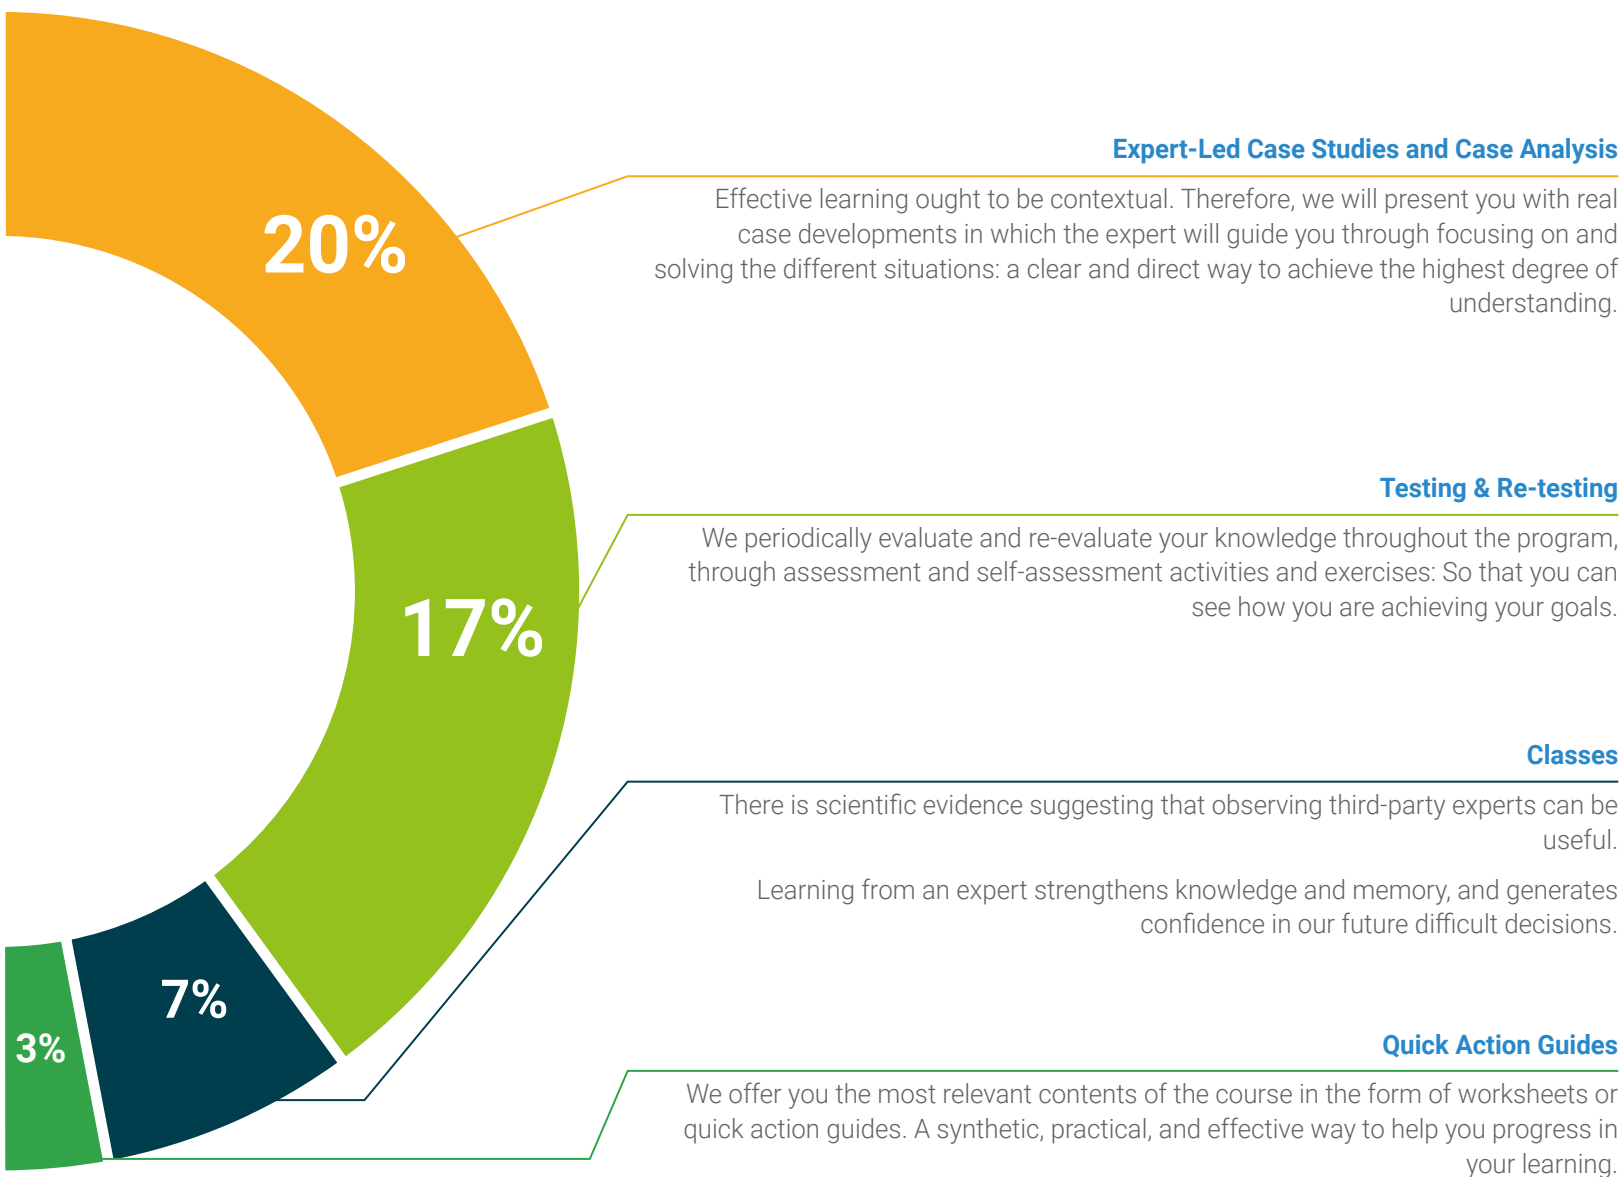 20%
Expert-Led Case Studies and Case Analysis
Effective learning ought to be contextual. Therefore, we will present you with real
case developments in which the expert will guide you through focusing on and
solving the different situations: a clear and direct way to achieve the highest degree of
understanding.
17%
Testing & Re-testing
We periodically evaluate and re-evaluate your knowledge throughout the program,
through assessment and self-assessment activities and exercises: So that you can
see how you are achieving your goals.
7%
Classes
There is scientific evidence suggesting that observing third-party experts can be
useful.
Learning from an expert strengthens knowledge and memory, and generates
confidence in our future difficult decisions.
3%
Quick Action Guides
We offer you the most relevant contents of the course in the form of worksheets or
quick action guides. A synthetic, practical, and effective way to help you progress in
your learning.